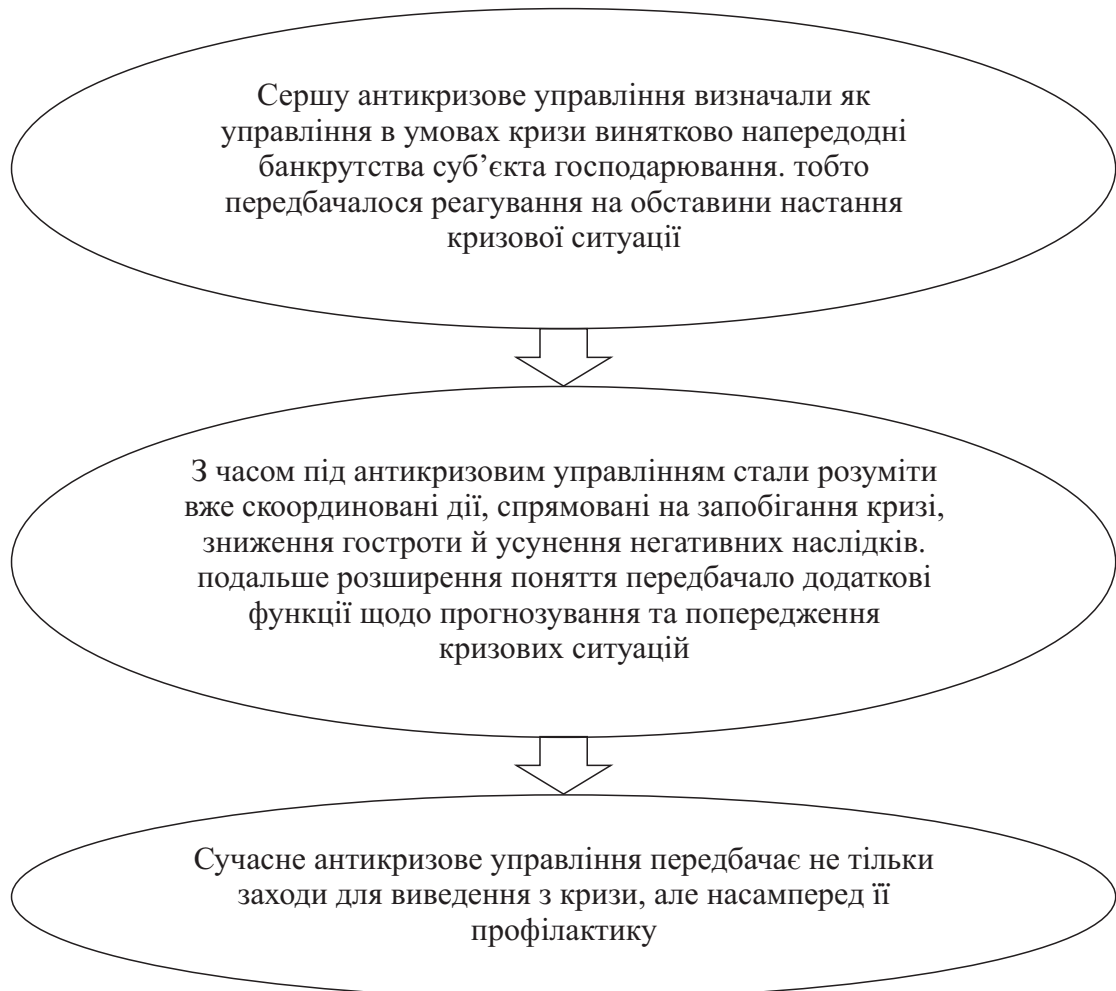 Сершу антикризове управління визначали як
управління в умовах кризи винятково напередодні
банкрутства суб’єкта господарювання. тобто
передбачалося реагування на обставини настання
кризової ситуації
З часом під антикризовим управлінням стали розуміти
вже скоординовані дії, спрямовані на запобігання кризі,
зниження гостроти й усунення негативних наслідків.
подальше розширення поняття передбачало додаткові
функції щодо прогнозування та попередження
кризових ситуацій
Сучасне антикризове управління передбачає не тільки
заходи для виведення з кризи, але насамперед її
профілактику